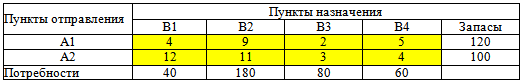 Пункты отправления Пункты назначения
В1 В2 В3 В4 Запасы
А1 4 9 2 5 120
А2 12 11 3 4 100
Потребности 40 180 80 60